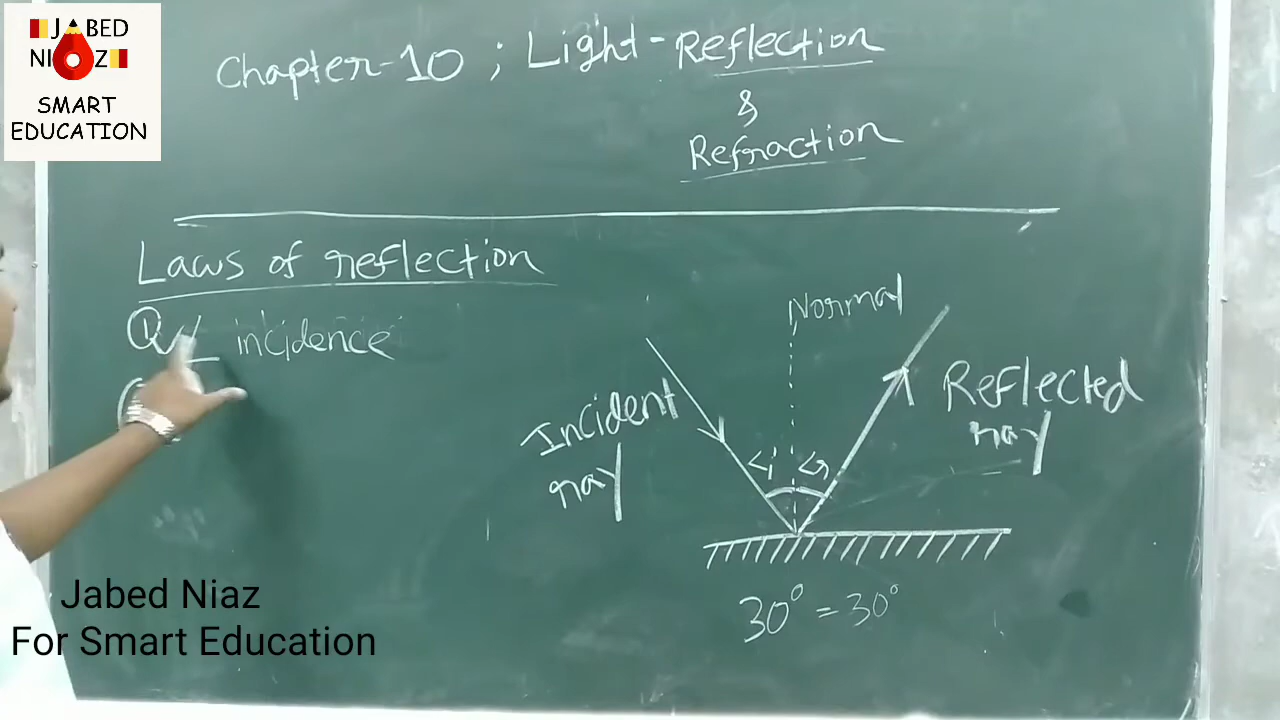 JABED
NIAZ
SMART
EDUCATION
Chapter-10 ; Light-Reflection
&
Refraction
Laws of reflection
incidence
Normal
Incident
ray
Reflected
ray
<i <r
30° = 30°
Jabed Niaz
For Smart Education